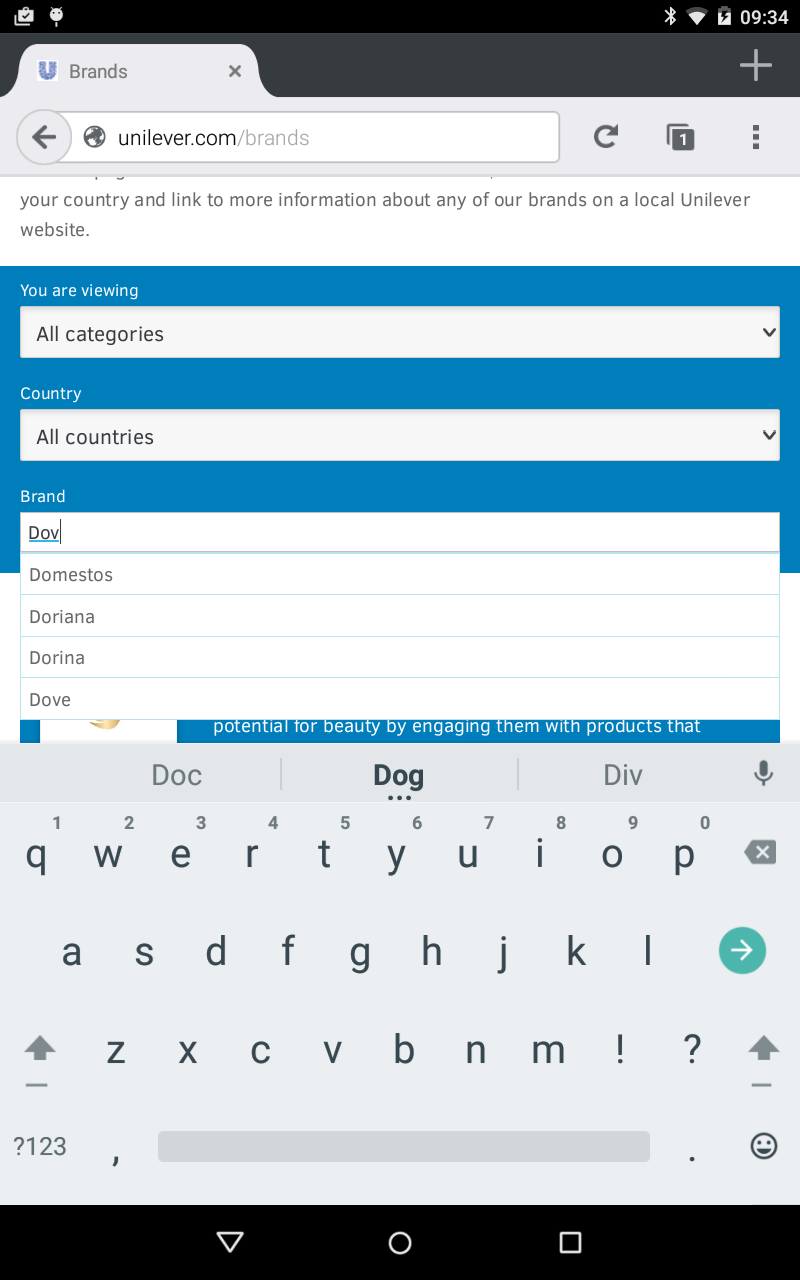 09:34
Brands
unilever.com/brands
1
your country and link to more information about any of our brands on a local Unilever
website.
You are viewing
All categories
Country
All countries
Brand
Dov
Domestos
Doriana
Dorina
Dove
potential for beauty by engaging them with products that
Doc Dog Div
1 2 3 4 5 6 7 8 9 0
q w e r t y u i o p
a s d f g h j k l
z x c v b n m ! ?
?123 , .